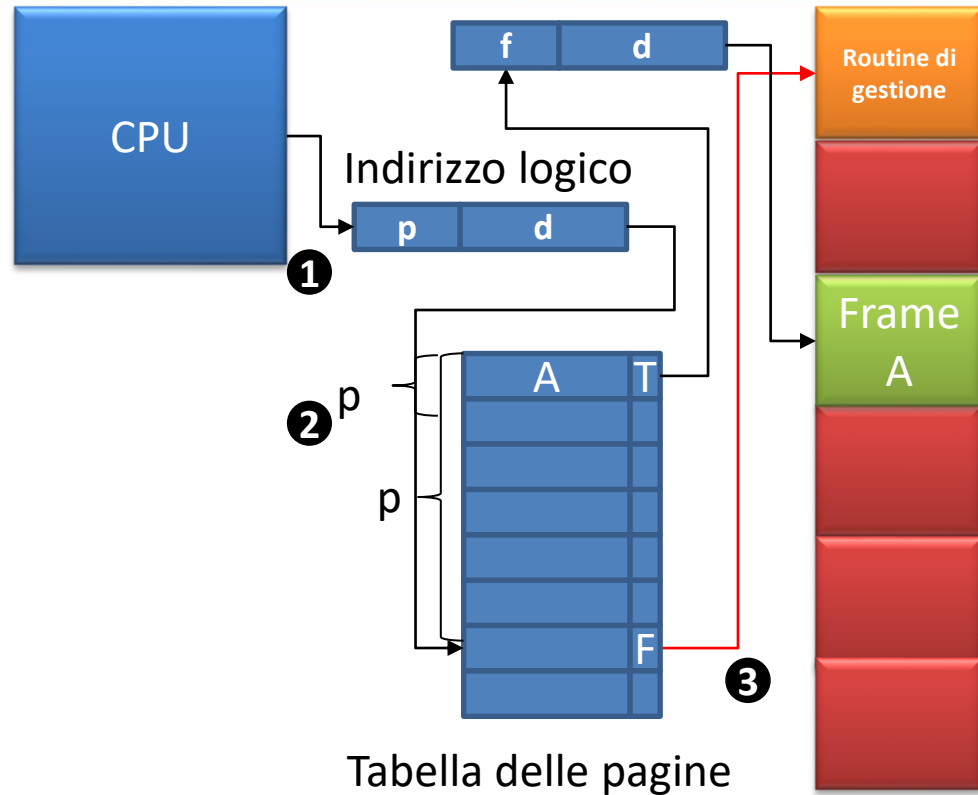 f d
Routine di
gestione
CPU
Indirizzo logico
p d
1
Frame
A
A T
p
2
p
F
3
Tabella delle pagine